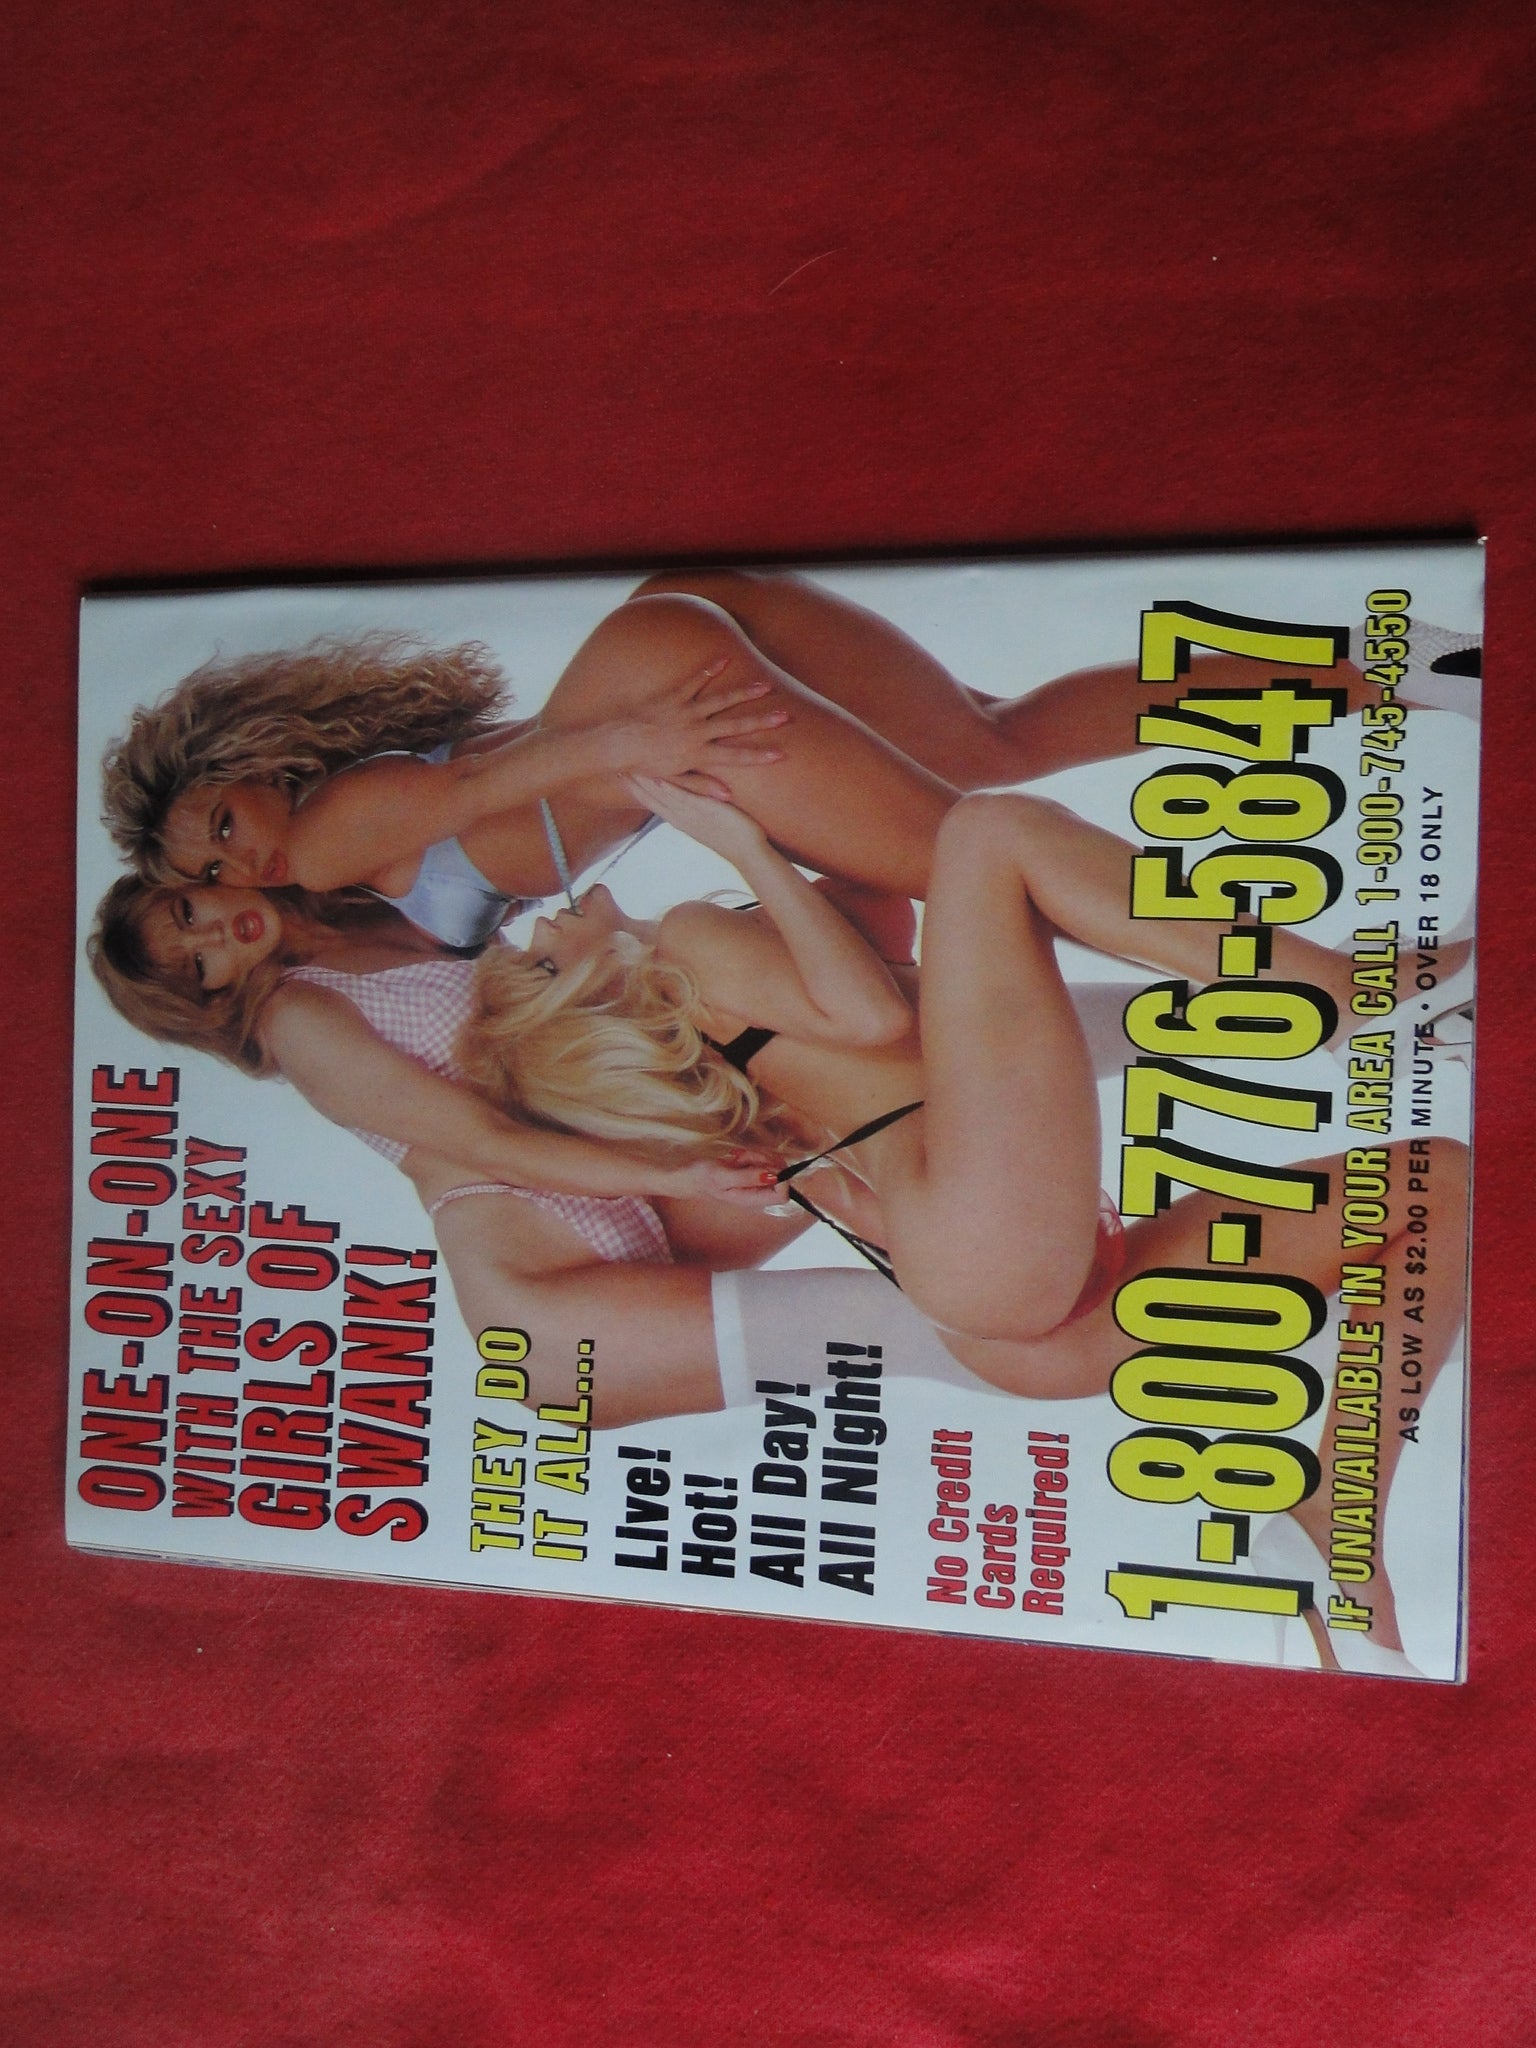 ONE-ON-ONE
WITH THE SEXY
GIRLS OF
SWANK!
THEY DO
IT ALL...
Live!
Hot!
All Day!
All Night!
No Credit
Cards
Required!
1-800-776-5847
IF UNAVAILABLE IN YOUR AREA CALL 1-900-745-4550
AS LOW AS $2.00 PER MINUTE • OVER 18 ONLY